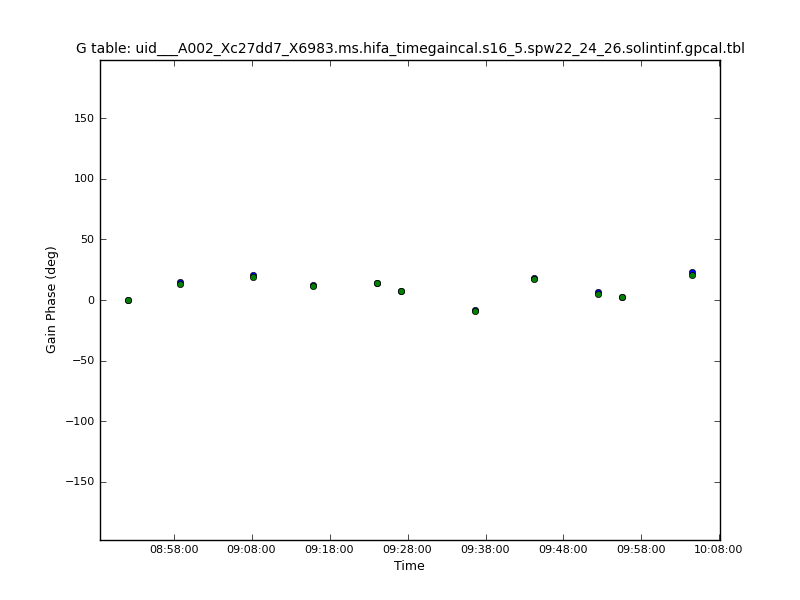 G table: uid___A002_Xc27dd7_X6983.ms.hifa_timegaincal.s16_5.spw22_24_26.solintinf.gpcal.tbl
150
100
50
0
−50
−100
−150
Gain Phase (deg)
08:58:00 09:08:00 09:18:00 09:28:00 09:38:00 09:48:00 09:58:00 10:08:00
Time